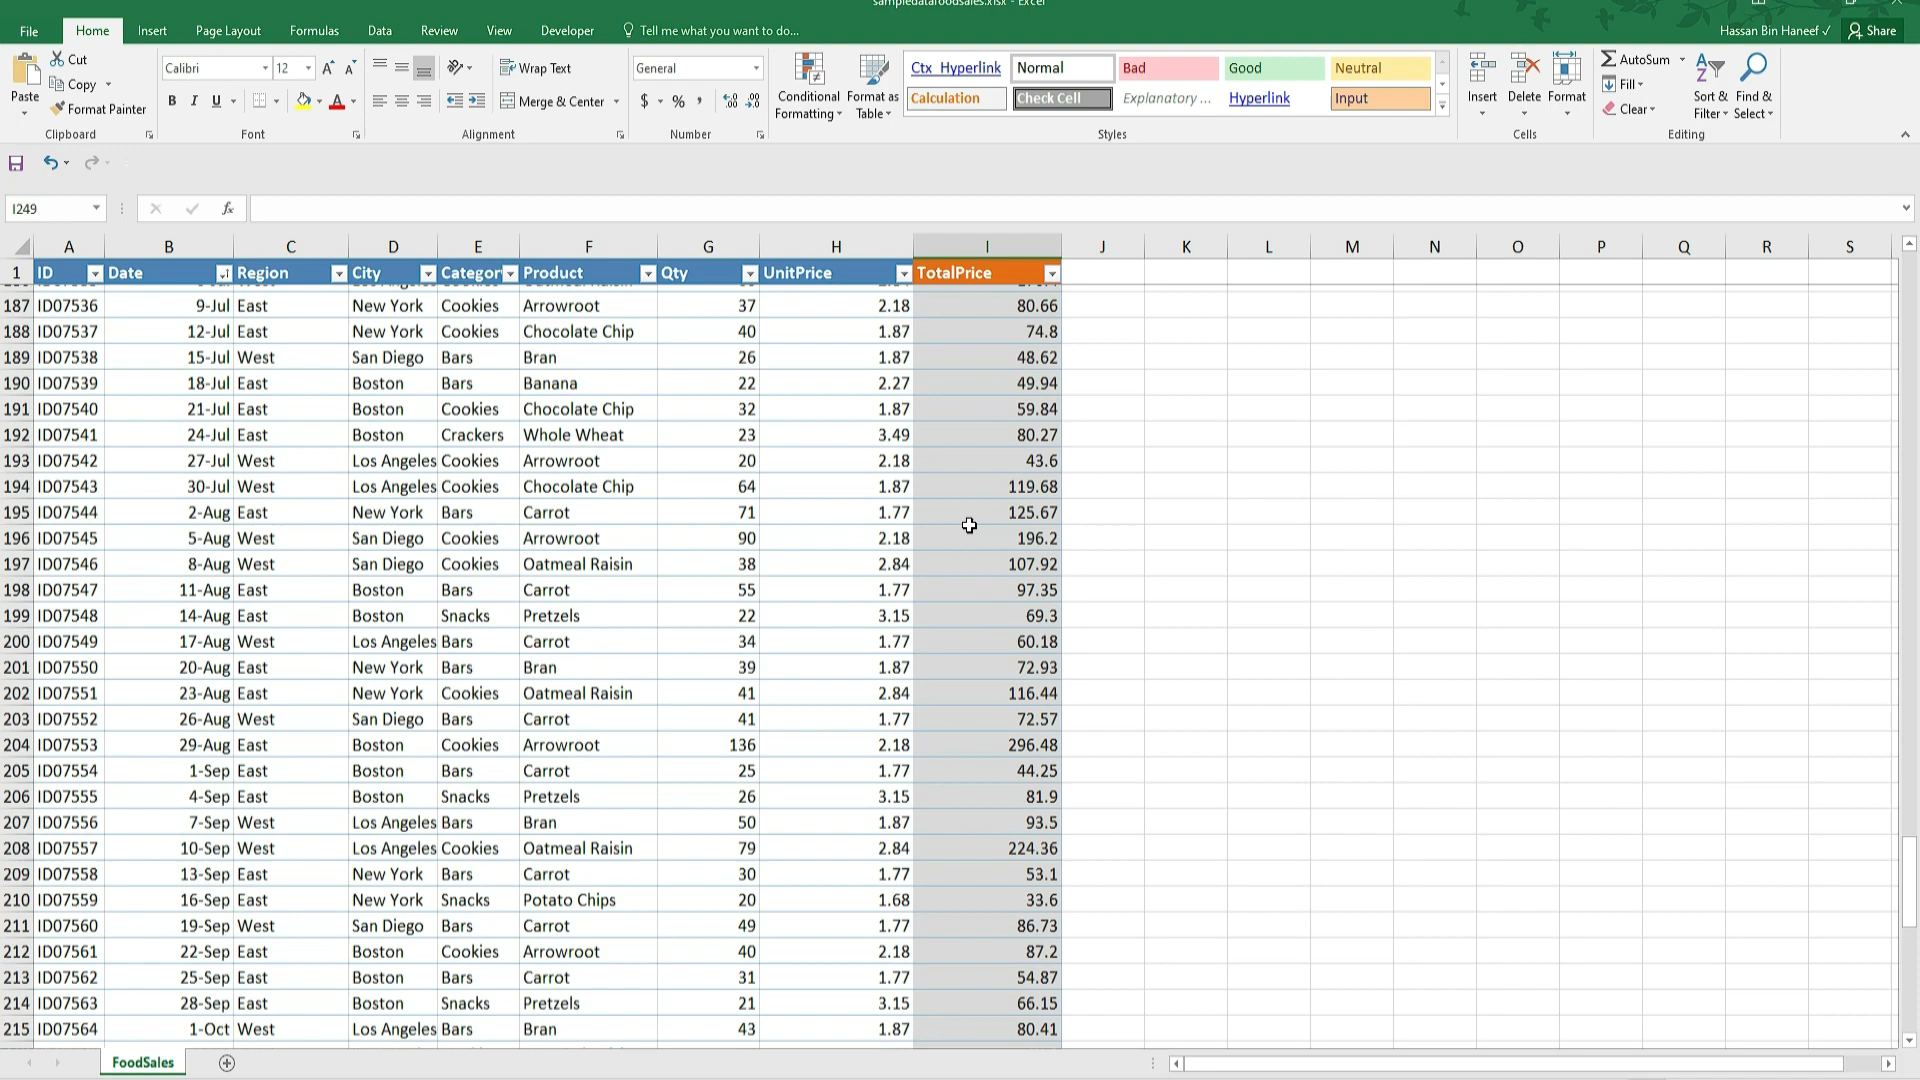 sampledatafoodsales.xlsx - Excel
File Home Insert Page Layout Formulas Data Review View Developer Tell me what you want to do... Hassan Bin Haneef ✓ Share
Paste
Cut
Copy
Format Painter
Clipboard
Calibri 12
B I U
Font
Wrap Text
Merge & Center
Alignment
General
$ % ,
Number
Conditional Formatting
Format as Table
Ctx_Hyperlink Normal Bad Good Neutral
Calculation Check Cell Explanatory ... Hyperlink Input
Styles
Insert Delete Format
Cells
AutoSum
Fill
Clear
Sort & Filter
Find & Select
Editing
I249 fx
A B C D E F G H I J K L M N O P Q R S
1 ID Date Region City Categor Product Qty UnitPrice TotalPrice
187 ID07536 9-Jul East New York Cookies Arrowroot 37 2.18 80.66
188 ID07537 12-Jul East New York Cookies Chocolate Chip 40 1.87 74.8
189 ID07538 15-Jul West San Diego Bars Bran 26 1.87 48.62
190 ID07539 18-Jul East Boston Bars Banana 22 2.27 49.94
191 ID07540 21-Jul East Boston Cookies Chocolate Chip 32 1.87 59.84
192 ID07541 24-Jul East Boston Crackers Whole Wheat 23 3.49 80.27
193 ID07542 27-Jul West Los Angeles Cookies Arrowroot 20 2.18 43.6
194 ID07543 30-Jul West Los Angeles Cookies Chocolate Chip 64 1.87 119.68
195 ID07544 2-Aug East New York Bars Carrot 71 1.77 125.67
196 ID07545 5-Aug West San Diego Cookies Arrowroot 90 2.18 196.2
197 ID07546 8-Aug West San Diego Cookies Oatmeal Raisin 38 2.84 107.92
198 ID07547 11-Aug East Boston Bars Carrot 55 1.77 97.35
199 ID07548 14-Aug East Boston Snacks Pretzels 22 3.15 69.3
200 ID07549 17-Aug West Los Angeles Bars Carrot 34 1.77 60.18
201 ID07550 20-Aug East New York Bars Bran 39 1.87 72.93
202 ID07551 23-Aug East New York Cookies Oatmeal Raisin 41 2.84 116.44
203 ID07552 26-Aug West San Diego Bars Carrot 41 1.77 72.57
204 ID07553 29-Aug East Boston Cookies Arrowroot 136 2.18 296.48
205 ID07554 1-Sep East Boston Bars Carrot 25 1.77 44.25
206 ID07555 4-Sep East Boston Snacks Pretzels 26 3.15 81.9
207 ID07556 7-Sep West Los Angeles Bars Bran 50 1.87 93.5
208 ID07557 10-Sep West Los Angeles Cookies Oatmeal Raisin 79 2.84 224.36
209 ID07558 13-Sep East New York Bars Carrot 30 1.77 53.1
210 ID07559 16-Sep East New York Snacks Potato Chips 20 1.68 33.6
211 ID07560 19-Sep West San Diego Bars Carrot 49 1.77 86.73
212 ID07561 22-Sep East Boston Cookies Arrowroot 40 2.18 87.2
213 ID07562 25-Sep East Boston Bars Carrot 31 1.77 54.87
214 ID07563 28-Sep East Boston Snacks Pretzels 21 3.15 66.15
215 ID07564 1-Oct West Los Angeles Bars Bran 43 1.87 80.41
FoodSales